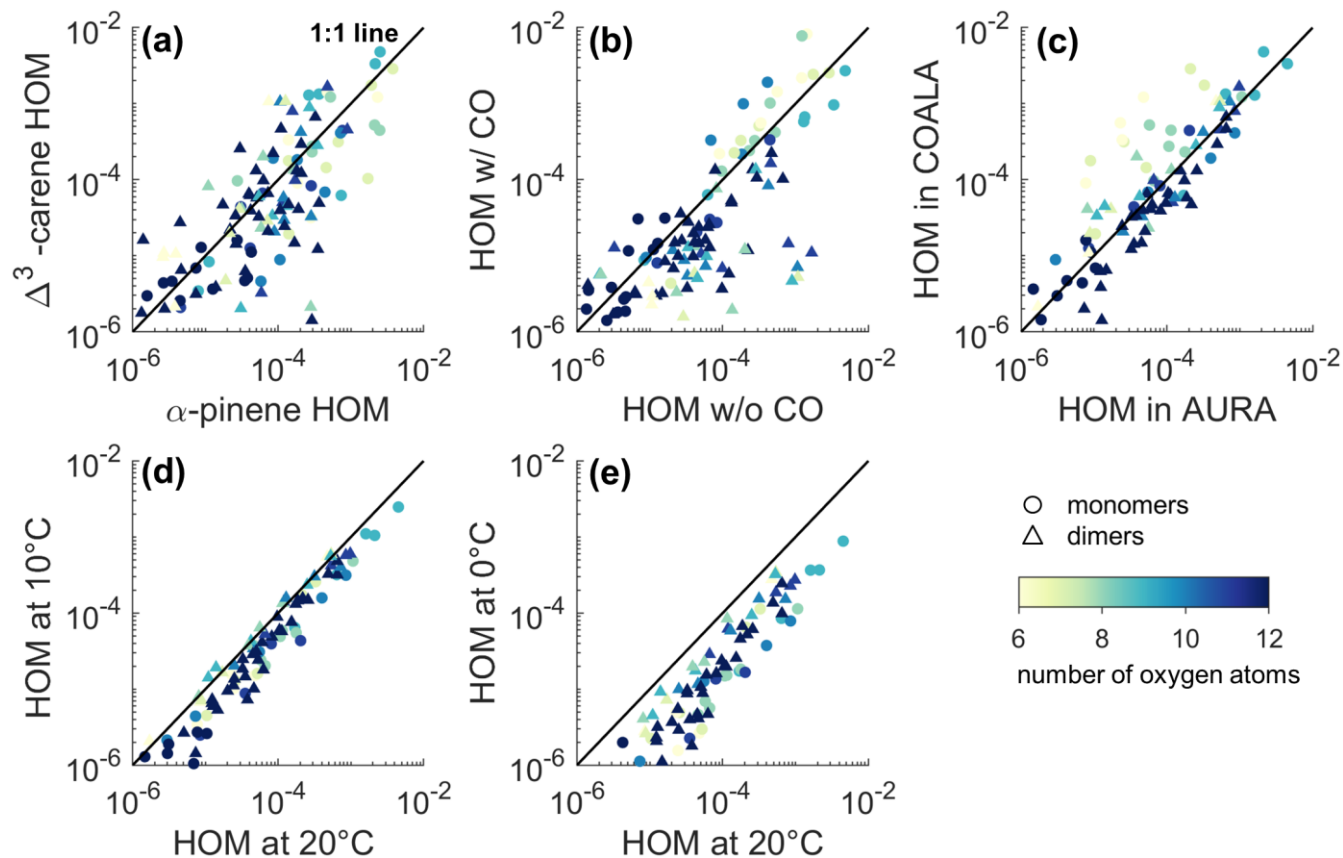 (a)
1:1 line
10^-2
10^-4
10^-6
Δ^3 -carene HOM
10^-6
10^-4
10^-2
α-pinene HOM
(b)
10^-2
10^-4
10^-6
HOM w/ CO
10^-6
10^-4
10^-2
HOM w/o CO
(c)
10^-2
10^-4
10^-6
HOM in COALA
10^-6
10^-4
10^-2
HOM in AURA
(d)
10^-2
10^-4
10^-6
HOM at 10°C
10^-6
10^-4
10^-2
HOM at 20°C
(e)
10^-2
10^-4
10^-6
HOM at 0°C
10^-6
10^-4
10^-2
HOM at 20°C
monomers
dimers
6 8 10 12
number of oxygen atoms